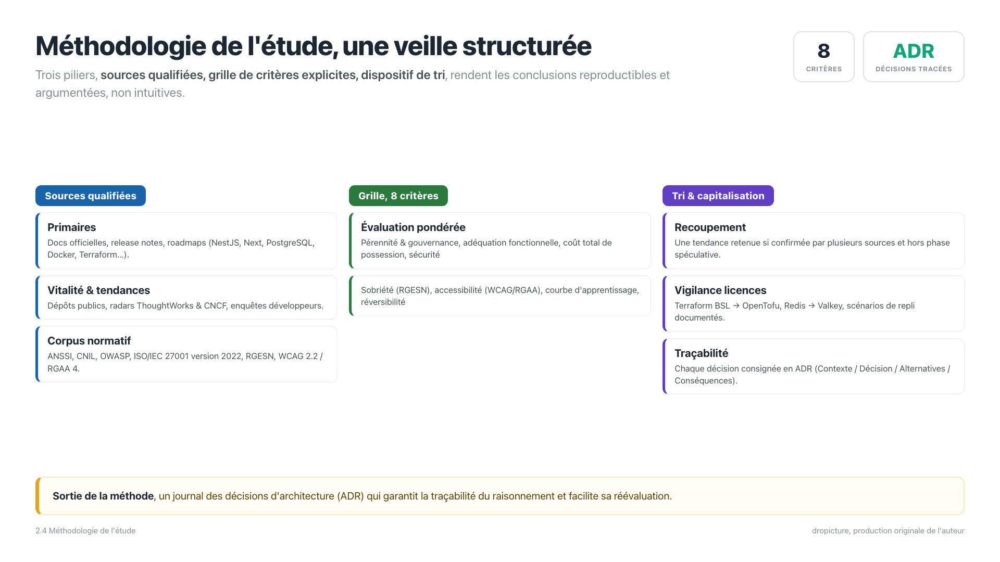 Méthodologie de l'étude, une veille structurée
Trois piliers, sources qualifiées, grille de critères explicites, dispositif de tri, rendent les conclusions reproductibles et
argumentées, non intuitives.
8
CRITÈRES
ADR
DÉCISIONS TRACÉES
Sources qualifiées
Primaires
Docs officielles, release notes, roadmaps (NestJS, Next, PostgreSQL,
Docker, Terraform…).
Vitalité & tendances
Dépôts publics, radars ThoughtWorks & CNCF, enquêtes développeurs.
Corpus normatif
ANSSI, CNIL, OWASP, ISO/IEC 27001 version 2022, RGESN, WCAG 2.2 /
RGAA 4.
Grille, 8 critères
Évaluation pondérée
Pérennité & gouvernance, adéquation fonctionnelle, coût total de
possession, sécurité
Sobriété (RGESN), accessibilité (WCAG/RGAA), courbe d'apprentissage,
réversibilité
Tri & capitalisation
Recoupement
Une tendance retenue si confirmée par plusieurs sources et hors phase
spéculative.
Vigilance licences
Terraform BSL → OpenTofu, Redis → Valkey, scénarios de repli
documentés.
Traçabilité
Chaque décision consignée en ADR (Contexte / Décision / Alternatives /
Conséquences).
Sortie de la méthode, un journal des décisions d'architecture (ADR) qui garantit la traçabilité du raisonnement et facilite sa réévaluation.
2.4 Méthodologie de l'étude
dropicture, production originale de l'auteur